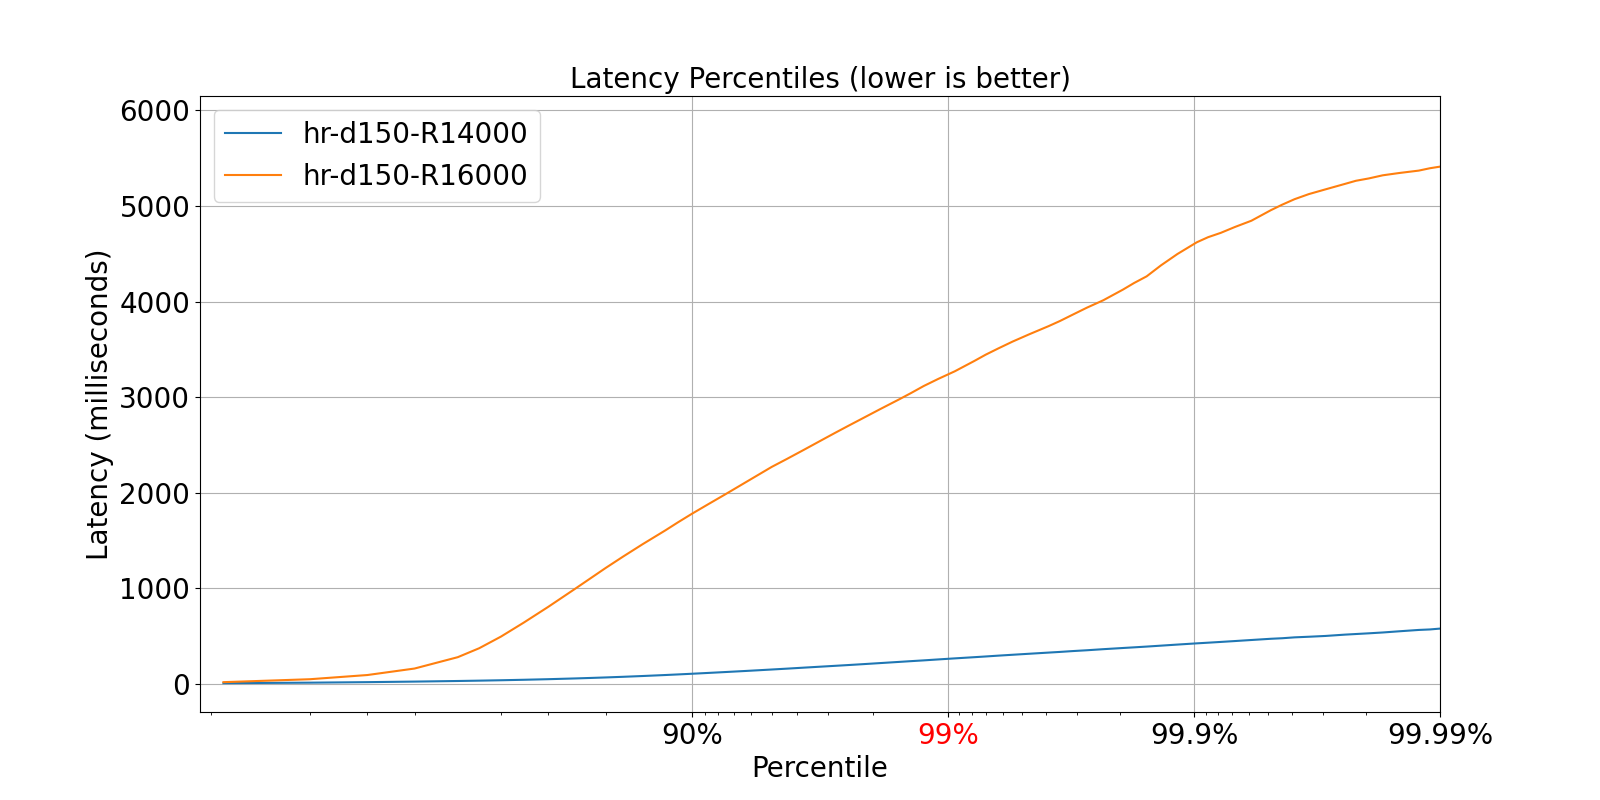 Latency Percentiles (lower is better)
6000
5000
4000
3000
2000
1000
0
Latency (milliseconds)
hr-d150-R14000
hr-d150-R16000
90%
99%
99.9%
99.99%
Percentile